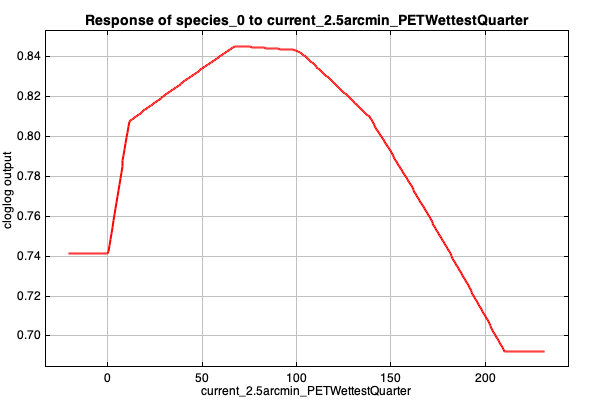 Response of species_0 to current_2.5arcmin_PETWettestQuarter
cloglog output
0.84
0.82
0.80
0.78
0.76
0.74
0.72
0.70
0 50 100 150 200
current_2.5arcmin_PETWettestQuarter